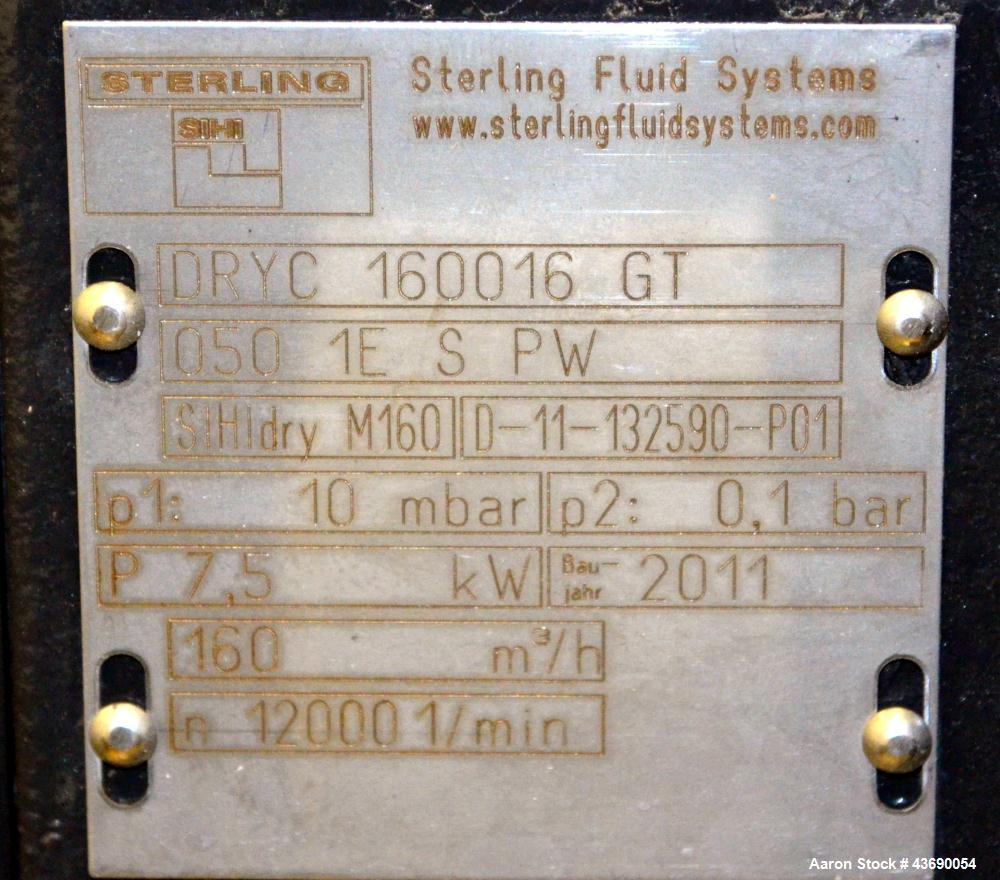 STERLING
SIHI
Sterling Fluid Systems
www.sterlingfluidsystems.com
DRYC 160016 GT
050 1E S PW
SIHIdry M160 D-11-132590-P01
p1: 10 mbar p2: 0,1 bar
P 7,5 kW Bau-jahr 2011
160 m³/h
n 12000 1/min
Aaron Stock # 43690054